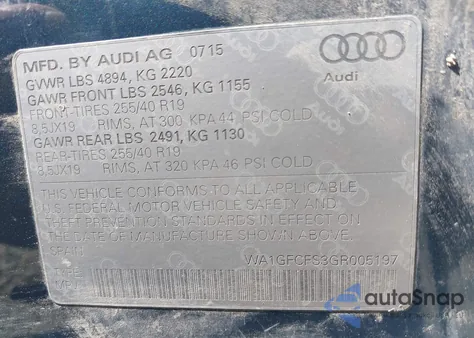 MFD. BY AUDI AG 0715
GVWR LBS 4894, KG 2220
GAWR FRONT LBS 2546, KG 1155
FRONT-TIRES 255/40 R19
8,5JX19 RIMS, AT 300 KPA 44 PSI COLD
GAWR REAR LBS 2491, KG 1130
REAR-TIRES 255/40 R19
8,5JX19 RIMS, AT 320 KPA 46 PSI COLD
THIS VEHICLE CONFORMS TO ALL APPLICABLE
U.S. FEDERAL MOTOR VEHICLE SAFETY AND
THEFT PREVENTION STANDARDS IN EFFECT ON THE
DATE OF MANUFACTURE SHOWN ABOVE.
SPAIN WA1GFCFS3GR005197
TYPE:
Audi
autoSnap